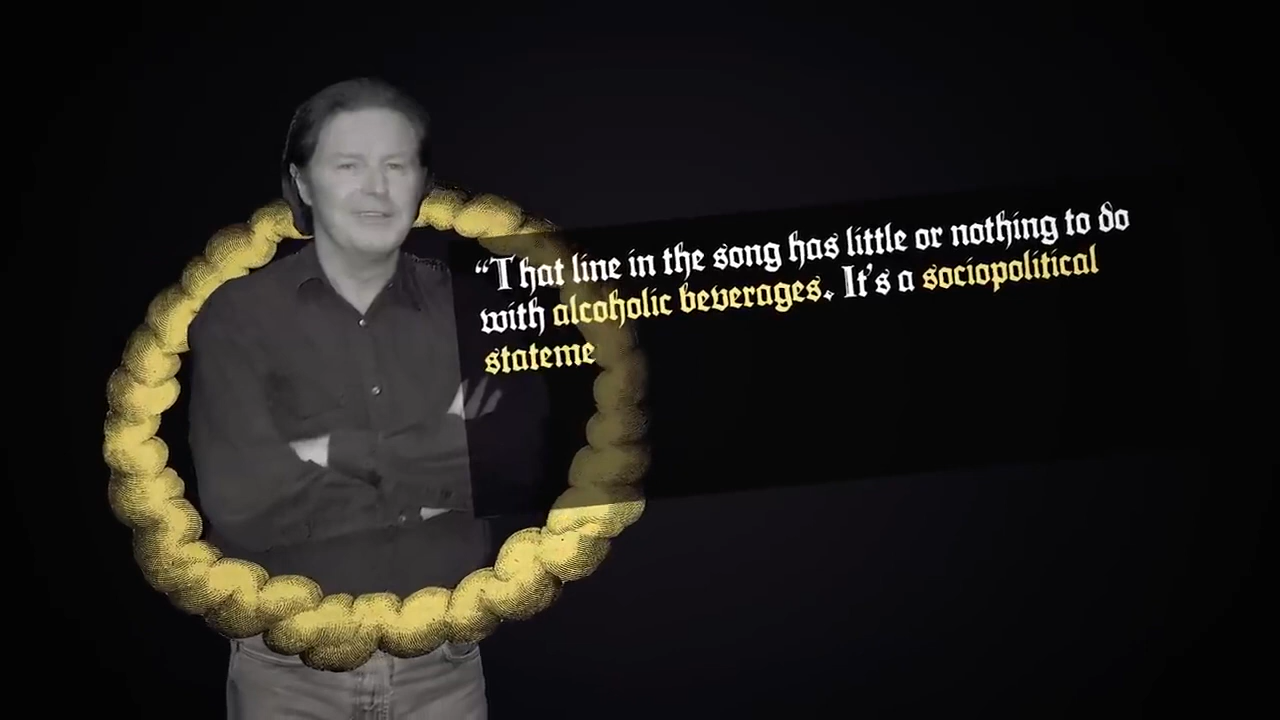 “That line in the song has little or nothing to do
with alcoholic beverages. It's a sociopolitical
stateme